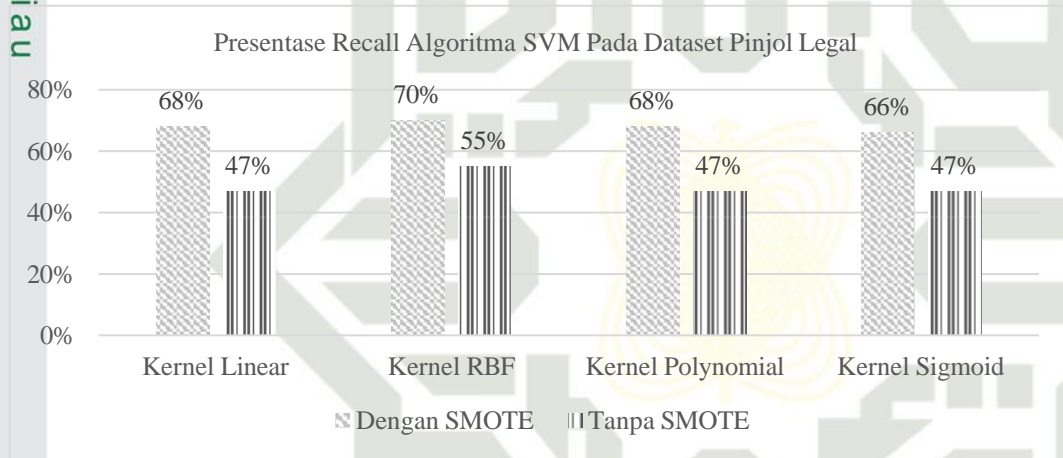 iau
Presentase Recall Algoritma SVM Pada Dataset Pinjol Legal
80%
60%
40%
20%
0%
68%
47%
70%
55%
68%
47%
66%
47%
Kernel Linear
Kernel RBF
Kernel Polynomial
Kernel Sigmoid
Dengan SMOTE
Tanpa SMOTE